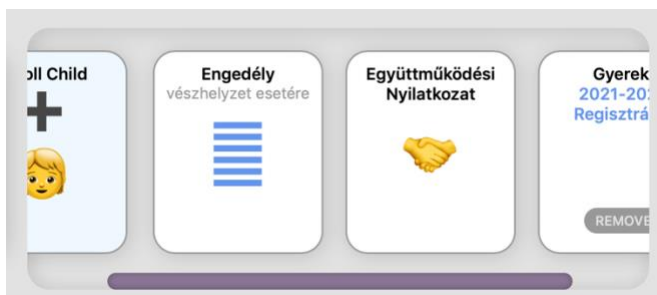 oll Child
Engedély
vészhelyzet esetére
Együttműködési
Nyilatkozat
Gyerek
2021-20
Regisztrá
REMOVE